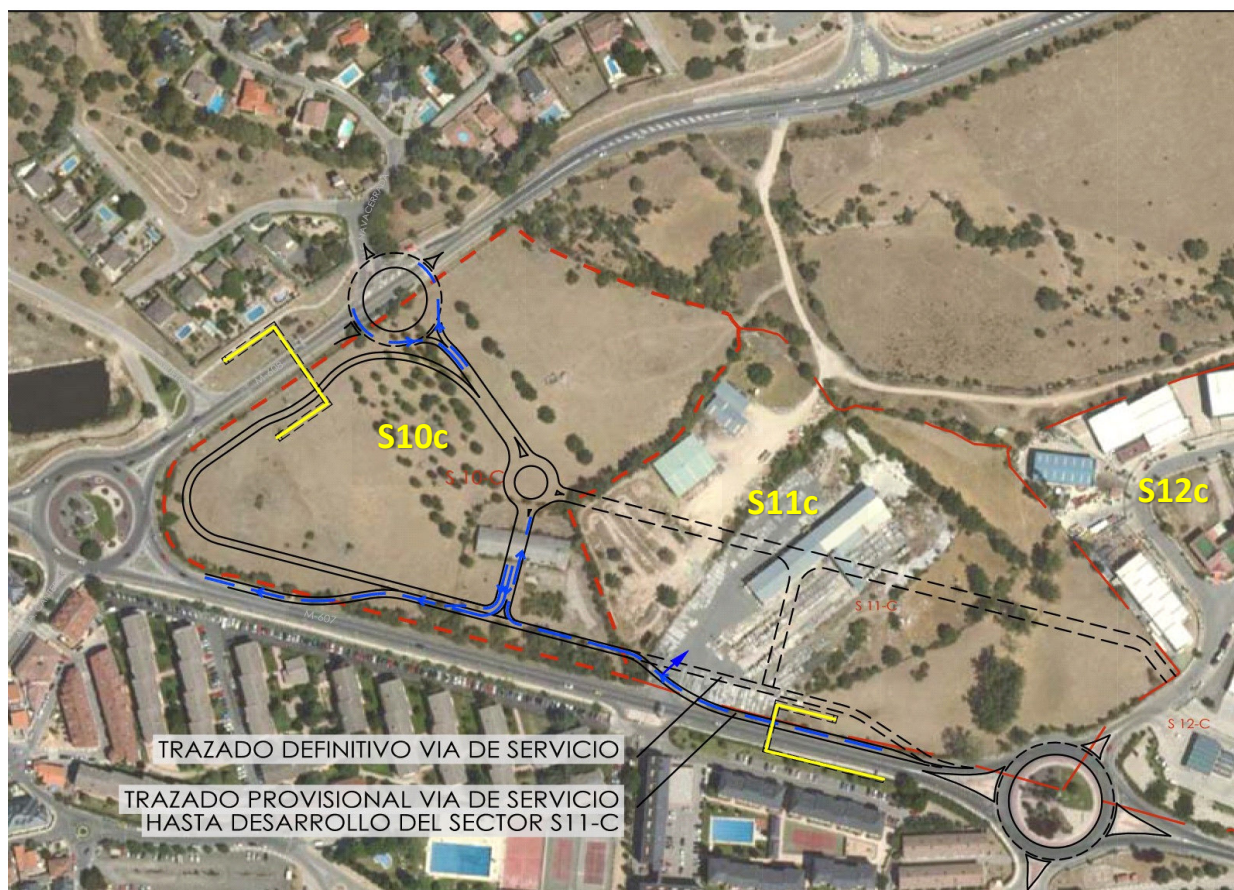 S10c
S 10-C
S11c
S 11-C
S12c
S 12-C
TRAZADO DEFINITIVO VIA DE SERVICIO
TRAZADO PROVISIONAL VIA DE SERVICIO
HASTA DESARROLLO DEL SECTOR S11-C